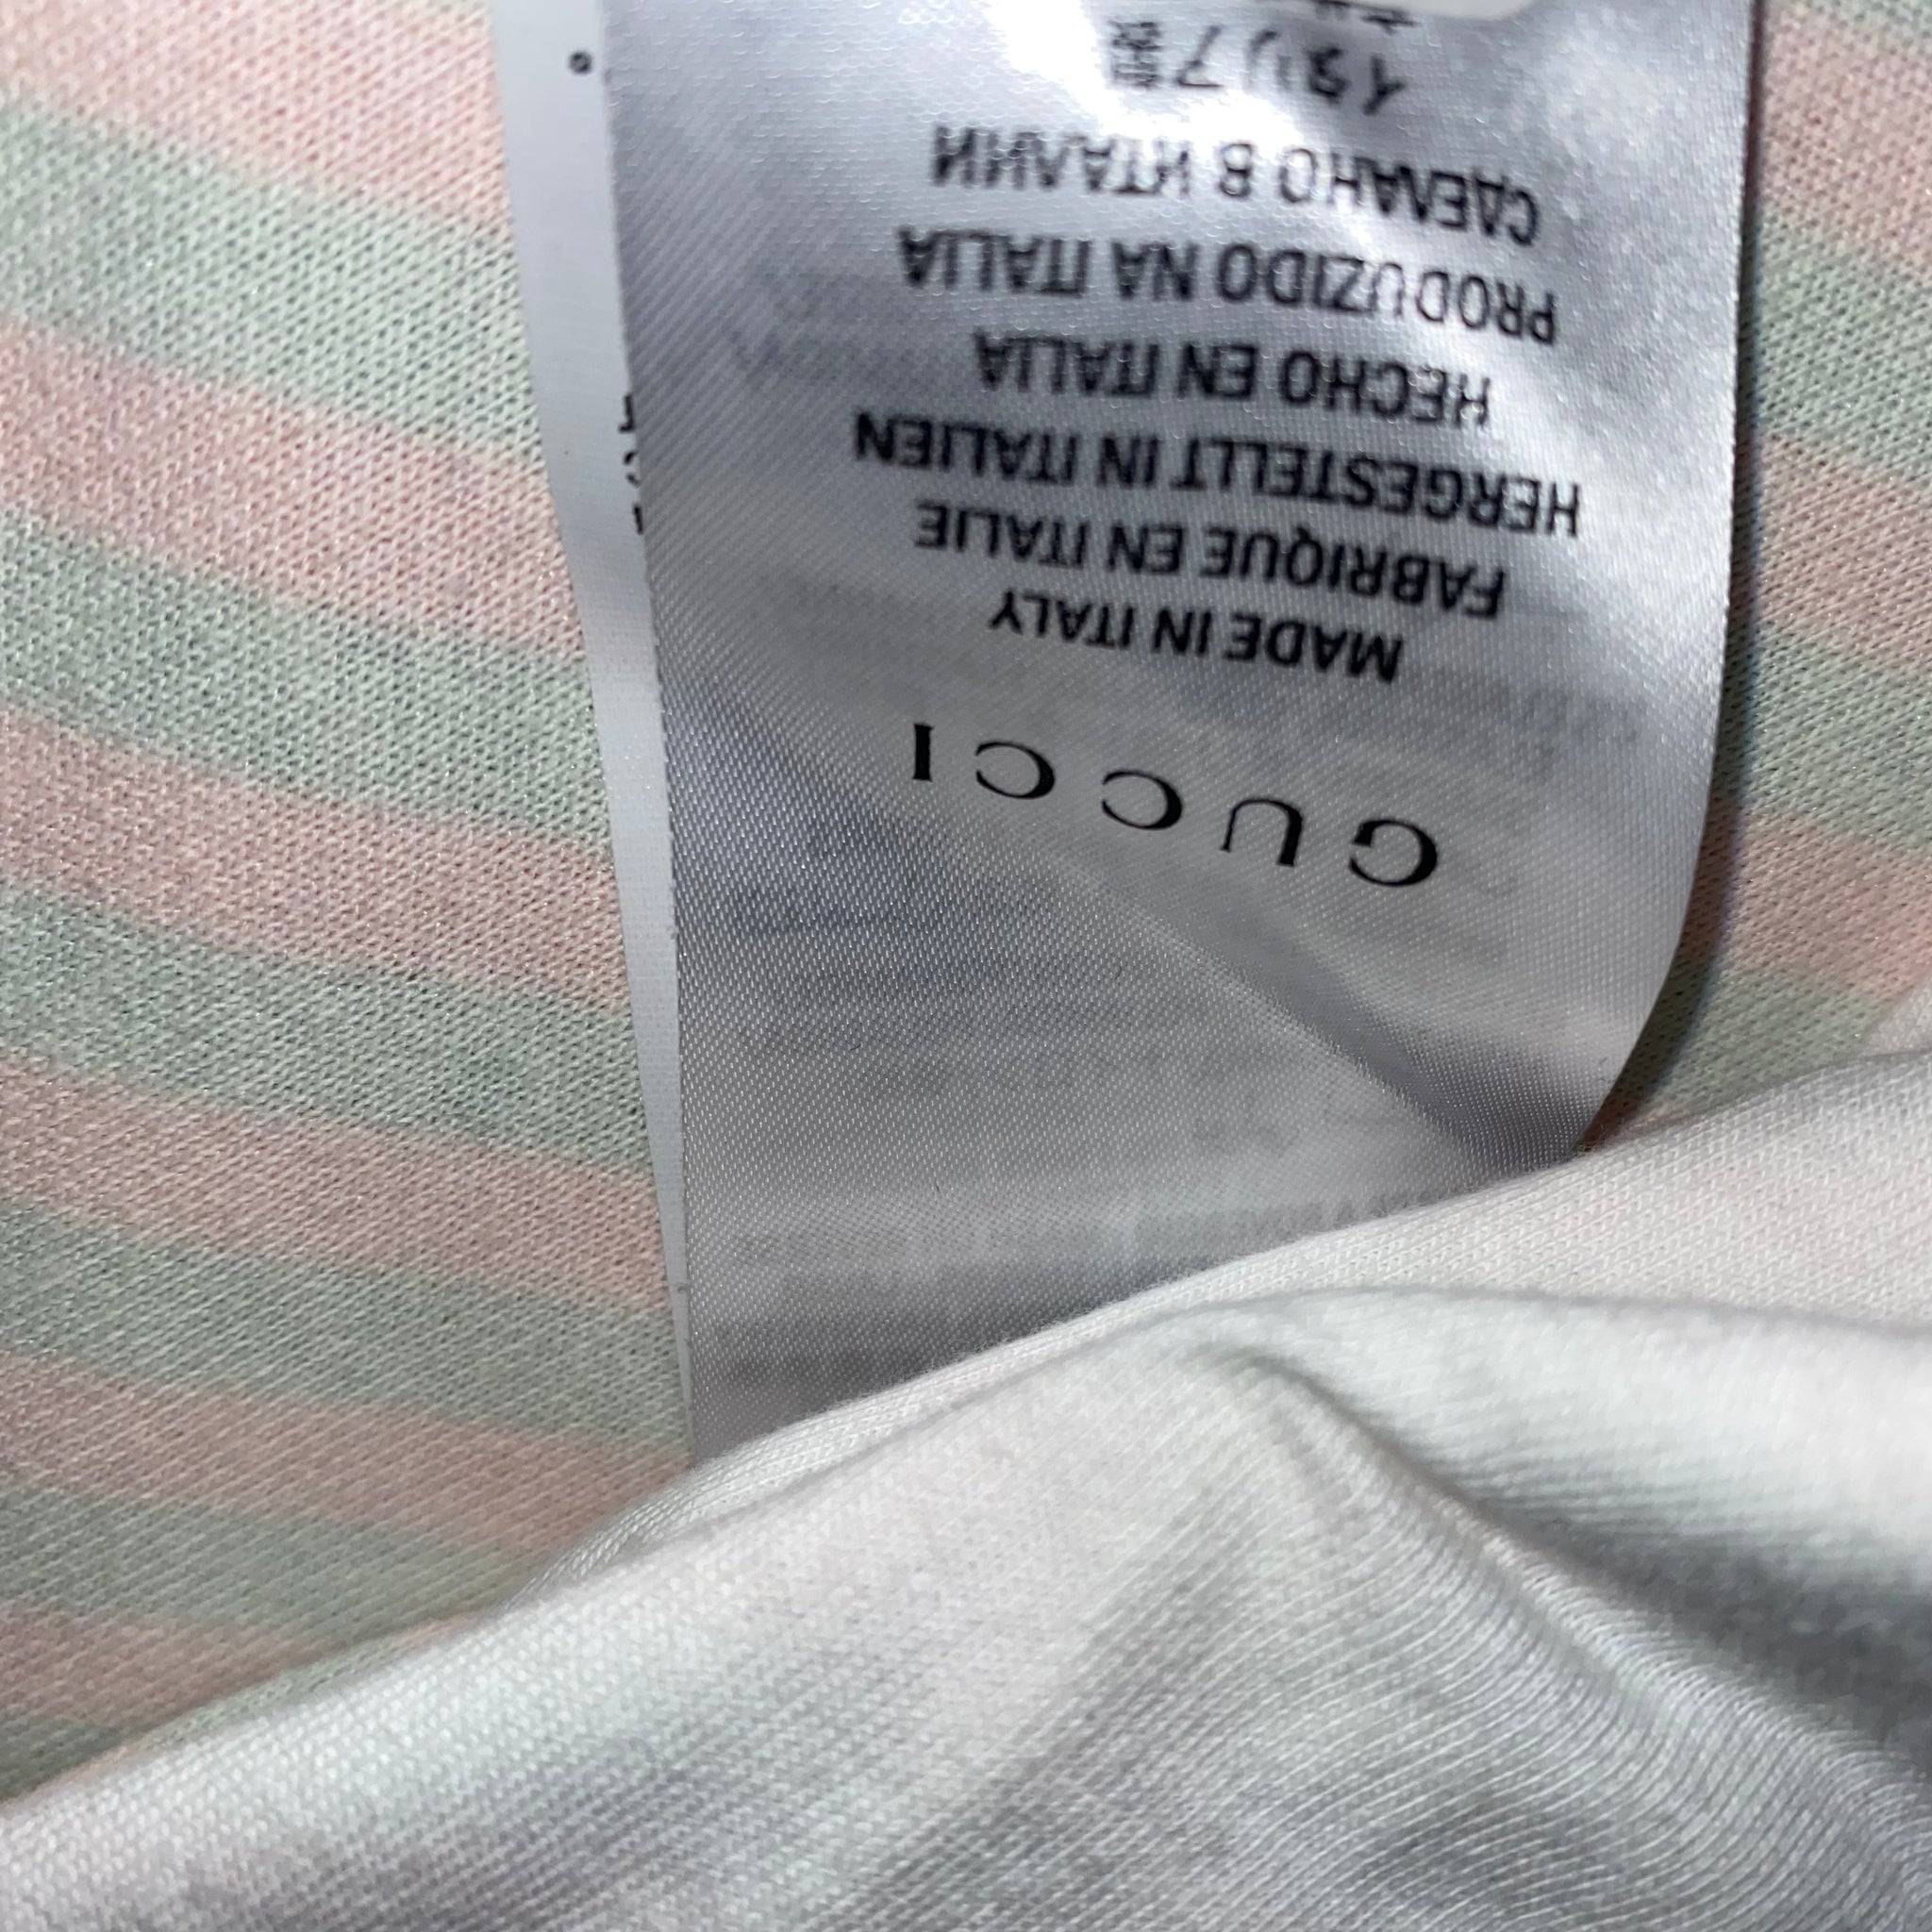 GUCCI
MADE IN ITALY
FABRIQUE EN ITALIE
HERGESTELLT IN ITALIEN
HECHO EN ITALIA
PRODUZIDO NA ITALIA
СДЕЛАНО В ИТАЛИИ
イタリア製